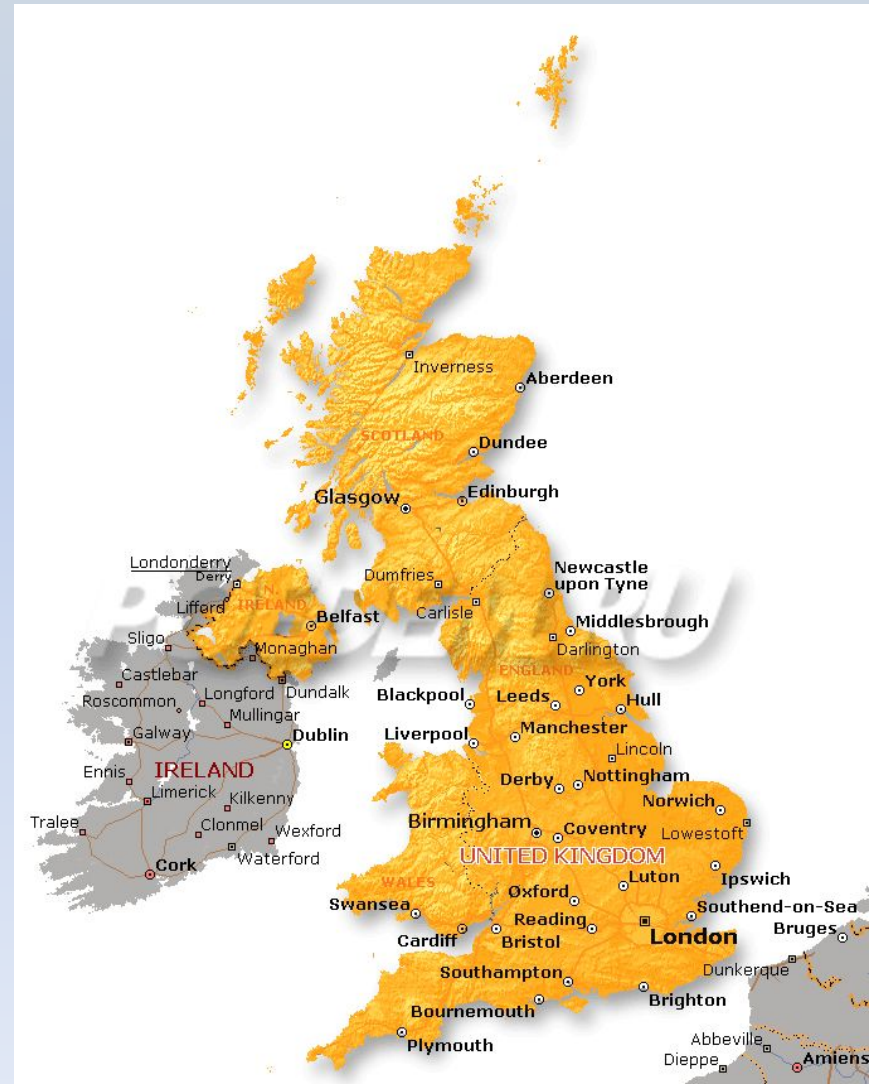 Inverness
Aberdeen
SCOTLAND
Dundee
Glasgow
Edinburgh
Londonderry
Derry
Dumfries
Newcastle
upon Tyne
Lifford
N.
IRELAND
Belfast
Carlisle
Middlesbrough
Sligo
Monaghan
Darlington
ENGLAND
Castlebar
Longford
Dundalk
Blackpool
Leeds
York
Roscommon
Hull
Mullingar
Galway
Dublin
Liverpool
Manchester
Lincoln
Ennis
IRELAND
Derby
Nottingham
Limerick
Kilkenny
Norwich
Tralee
Clonmel
Wexford
Birmingham
Coventry
Lowestoft
Waterford
UNITED KINGDOM
Cork
WALES
Luton
Ipswich
Swansea
Øxford
Southend-on-Sea
Cardiff
Bristol
Reading
London
Bruges
Dunkerque
Southampton
Brighton
Bournemouth
Plymouth
Abbeville
Dieppe
Amiens